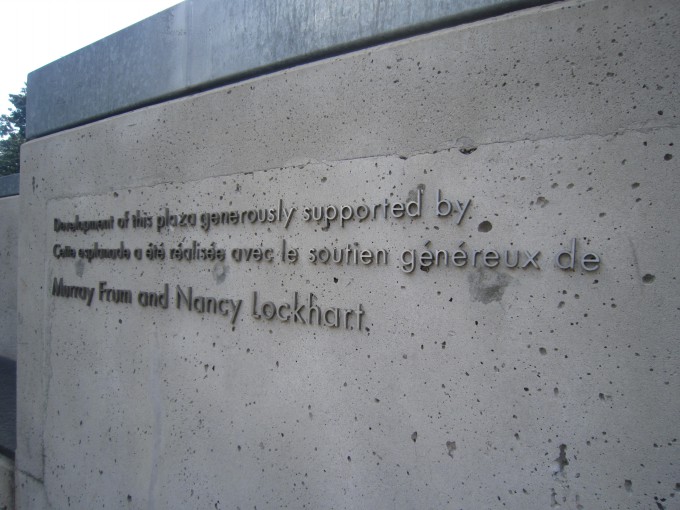 Development of this plaza generously supported by
Cette esplanade a été réalisée avec le soutien généreux de
Murray Frum and Nancy Lockhart